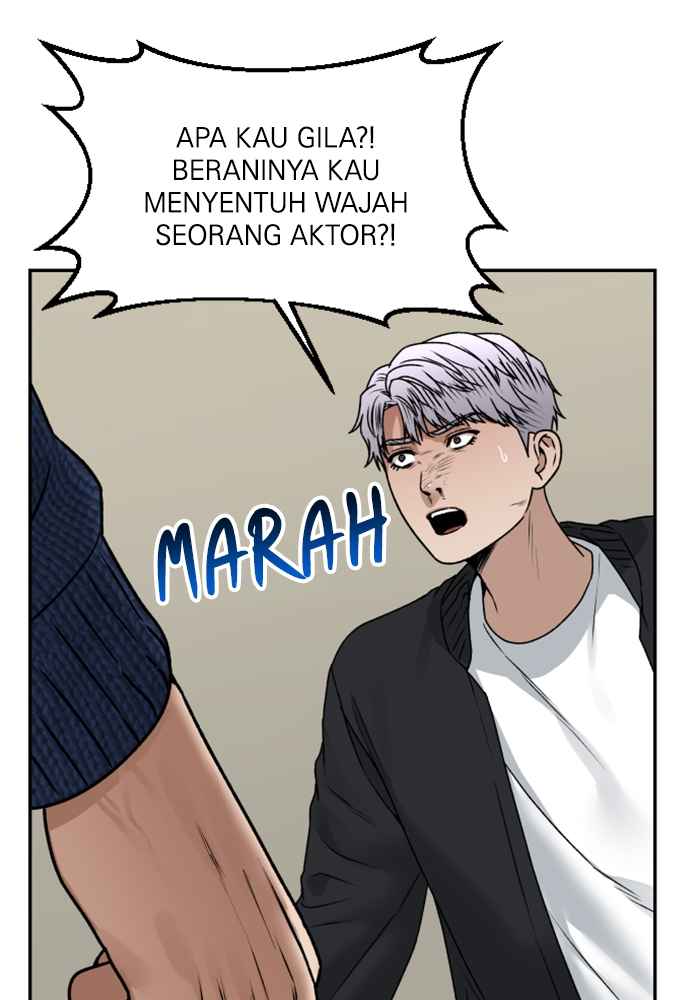 APA KAU GILA?!
BERANINYA KAU
MENYENTUH WAJAH
SEORANG AKTOR?!
MARAH